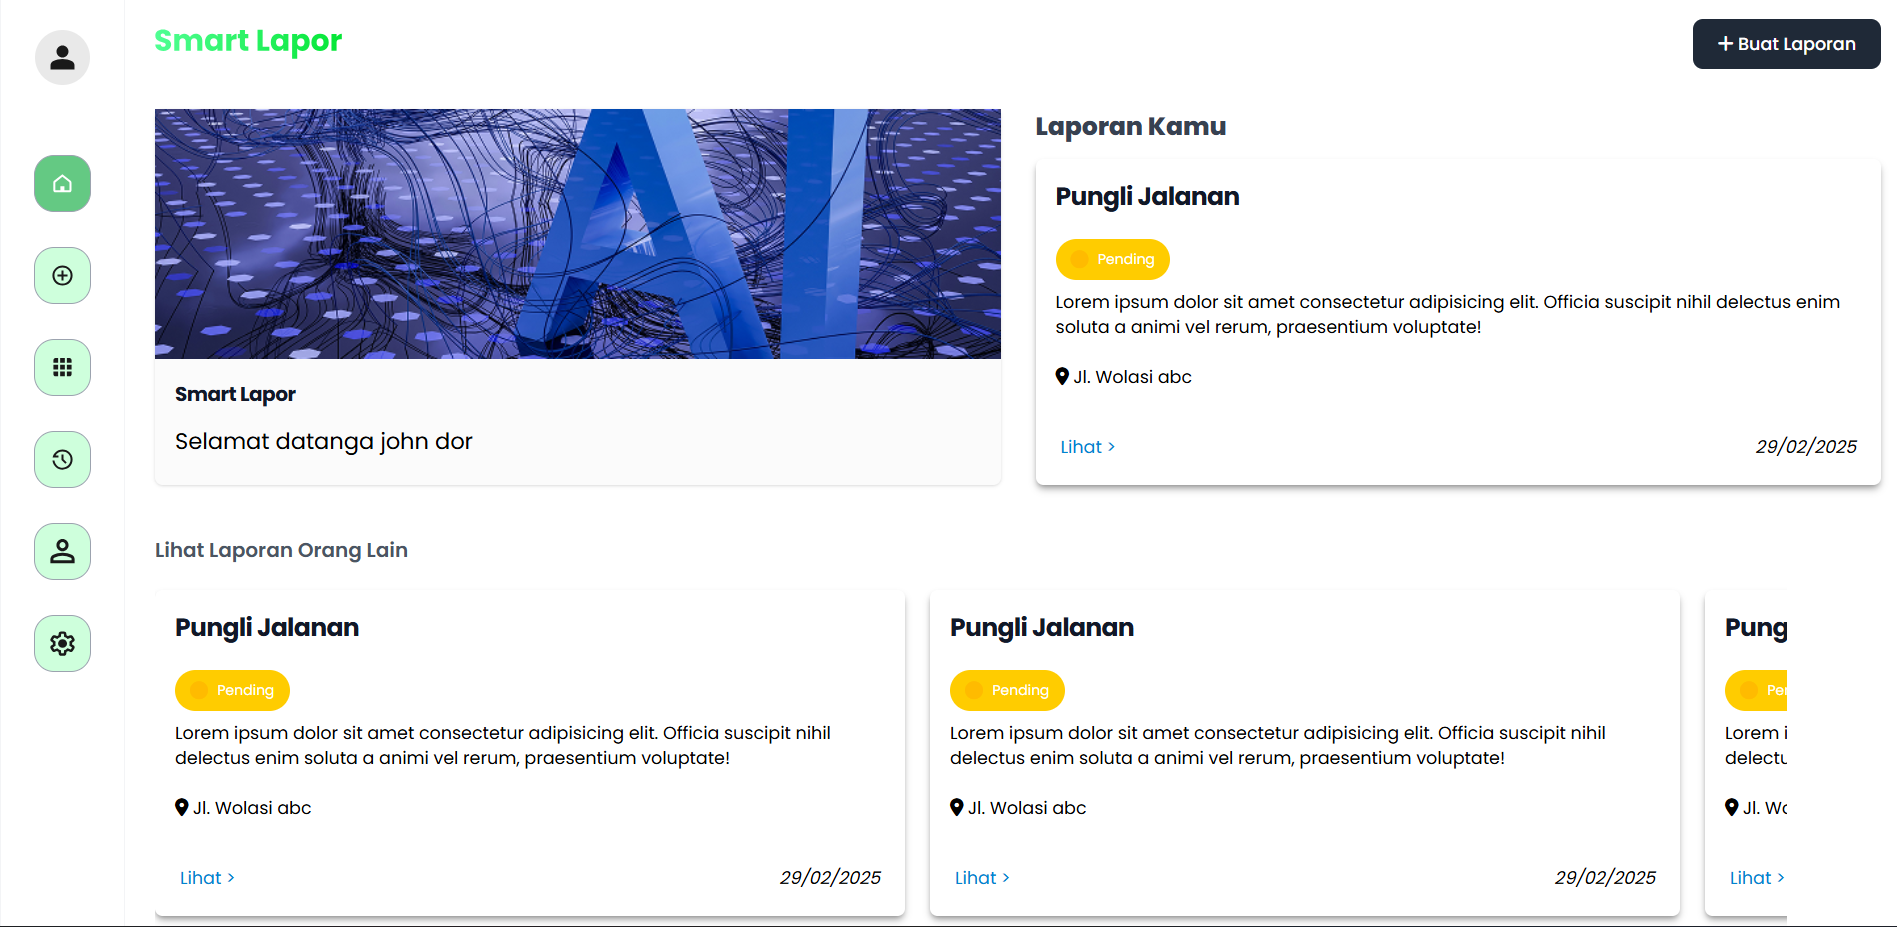 Smart Lapor
+ Buat Laporan
AI
Smart Lapor
Selamat datanga john dor
Laporan Kamu
Pungli Jalanan
Pending
Lorem ipsum dolor sit amet consectetur adipisicing elit. Officia suscipit nihil delectus enim
soluta a animi vel rerum, praesentium voluptate!
Jl. Wolasi abc
Lihat >
29/02/2025
Lihat Laporan Orang Lain
Pungli Jalanan
Pending
Lorem ipsum dolor sit amet consectetur adipisicing elit. Officia suscipit nihil
delectus enim soluta a animi vel rerum, praesentium voluptate!
Jl. Wolasi abc
Lihat >
29/02/2025
Pungli Jalanan
Pending
Lorem ipsum dolor sit amet consectetur adipisicing elit. Officia suscipit nihil
delectus enim soluta a animi vel rerum, praesentium voluptate!
Jl. Wolasi abc
Lihat >
29/02/2025
Pung
Pe
Lorem i
delectu
Jl. Wo
Lihat >